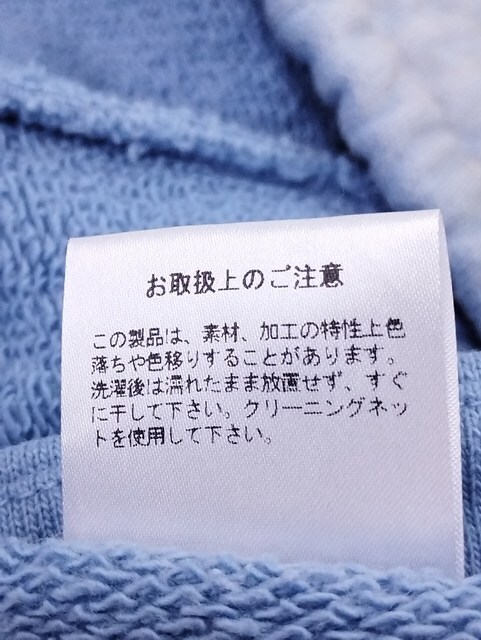 お取扱上のご注意
この製品は、素材、加工の特性上色
落ちや色移りすることがあります。
洗濯後は濡れたまま放置せず、すぐ
に干して下さい。クリーニングネッ
トを使用して下さい。